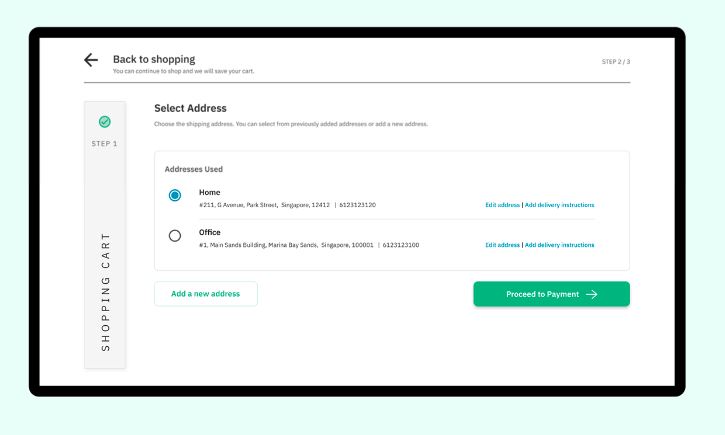 Back to shopping
You can continue to shop and we will save your cart.
STEP 2 / 3
STEP 1
SHOPPING CART
Select Address
Choose the shipping address. You can select from previously added addresses or add a new address.
Addresses Used
Home
#211, G Avenue, Park Street, Singapore, 12412 | 6123123120
Edit address | Add delivery instructions
Office
#1, Main Sands Building, Marina Bay Sands, Singapore, 100001 | 6123123100
Edit address | Add delivery instructions
Add a new address
Proceed to Payment